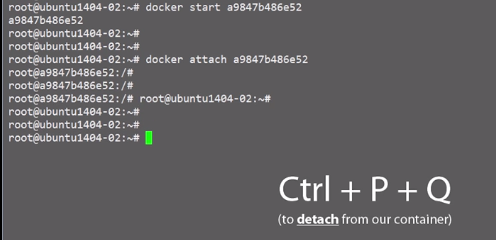 root@ubuntu1404-02:~# docker start a9847b486e52
a9847b486e52
root@ubuntu1404-02:~#
root@ubuntu1404-02:~#
root@ubuntu1404-02:~# docker attach a9847b486e52
root@a9847b486e52:/#
root@a9847b486e52:/#
root@a9847b486e52:/# root@ubuntu1404-02:~#
root@ubuntu1404-02:~#
root@ubuntu1404-02:~#
root@ubuntu1404-02:~#
Ctrl + P + Q
(to detach from our container)